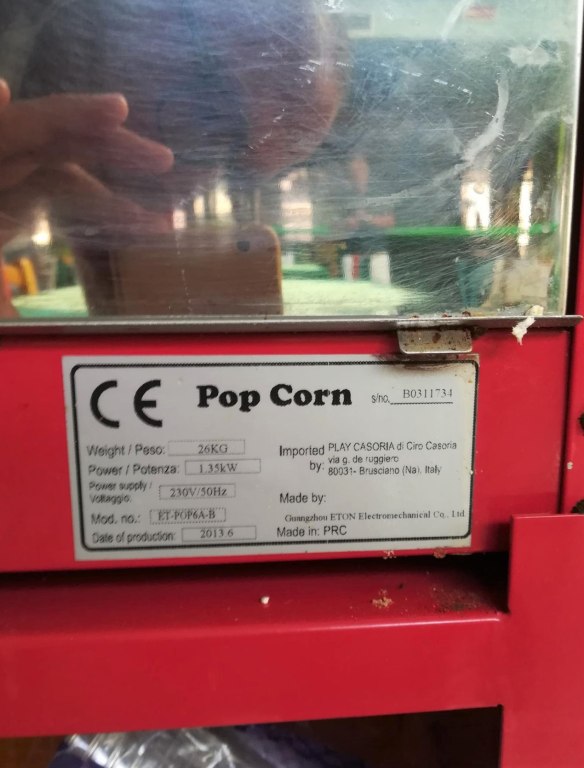 CE Pop Corn s/no. B0311734
Weight / Peso: 26KG
Power / Potenza: 1.35kW
Power supply / Voltaggio: 230V/50Hz
Mod. no.: ET-POP6A-B
Date of production: 2013 6
Imported by: PLAY CASORIA di Ciro Casoria
via g. de ruggiero
80031- Brusciano (Na). Italy
Made by:
Guangzhou ETON Electromechanical Co., Ltd
Made in: PRC